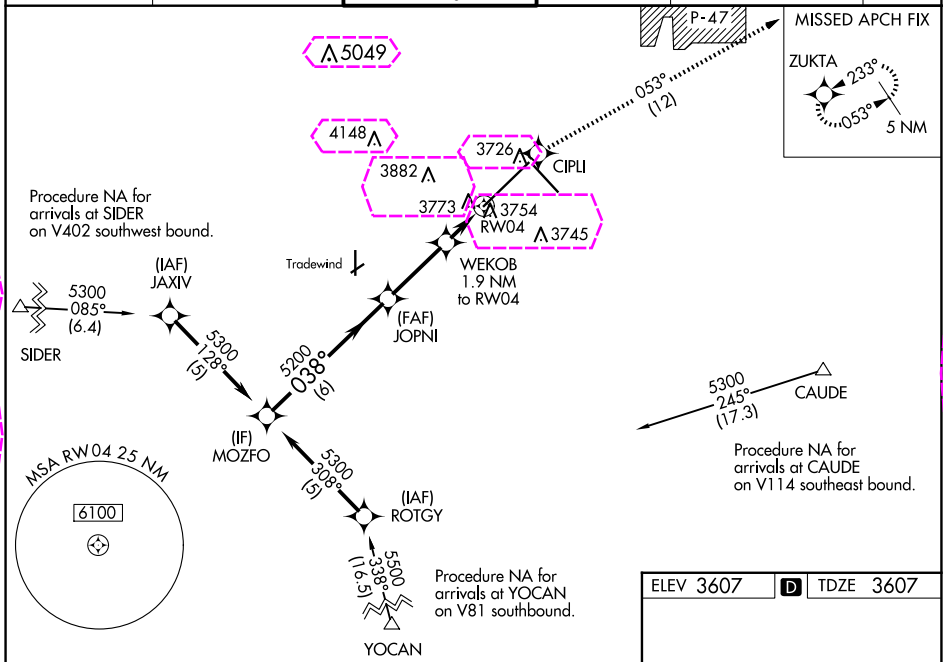 P-47
MISSED APCH FIX
ZUKTA
233°
053°
5 NM
5049
053°
(12)
4148
3726
CIPLI
3882
3773
3754
RW04
3745
Procedure NA for
arrivals at SIDER
on V402 southwest bound.
Tradewind
WEKOB
1.9 NM
to RW04
(IAF)
JAXIV
5300
085°
(6.4)
SIDER
5300
128°
(5)
(FAF)
JOPNI
5200
038°
(6)
(IF)
MOZFO
5300
245°
(17.3)
CAUDE
Procedure NA for
arrivals at CAUDE
on V114 southeast bound.
MSA RW04 25 NM
6100
5300
308°
(5)
(IAF)
ROTGY
5500
338°
(16.5)
YOCAN
Procedure NA for
arrivals at YOCAN
on V81 southbound.
ELEV 3607 D TDZE 3607